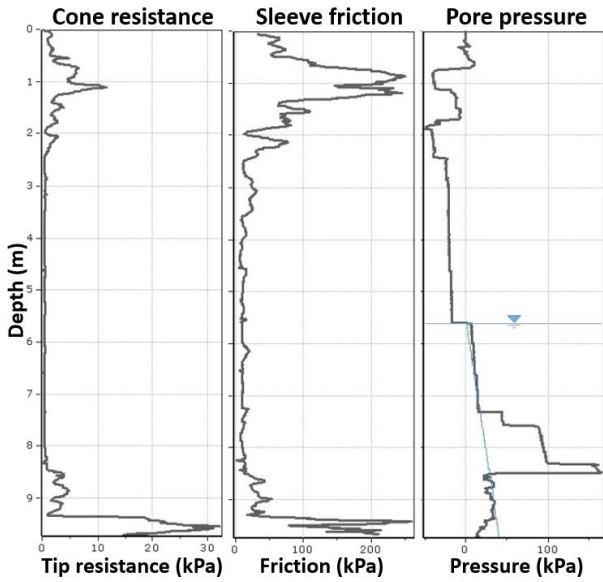 Cone resistance Sleeve friction Pore pressure
0
1
2
3
4
5
6
7
8
9
Depth (m)
0 10 20 30 0 100 200 0 100
Tip resistance (kPa) Friction (kPa) Pressure (kPa)